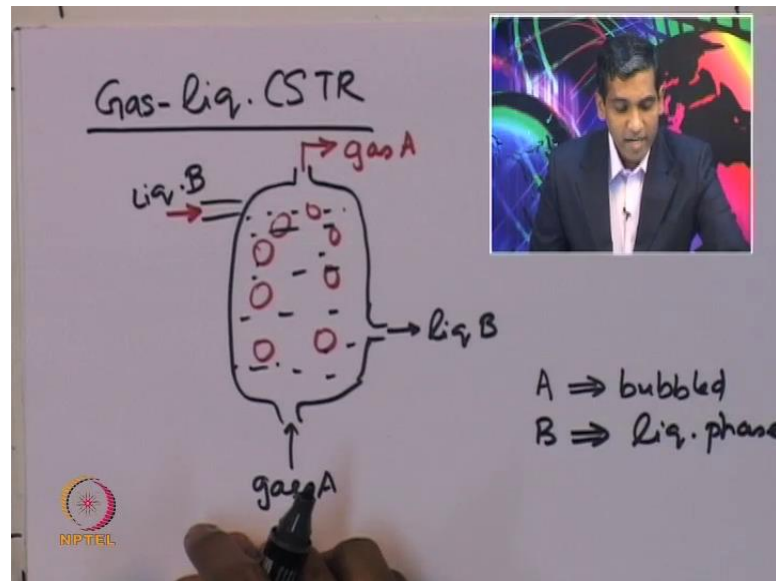 Gas-liq. CSTR
gas A
liq. B
liq B
A ⇒ bubbled
B ⇒ liq. phase
gas A
NPTEL